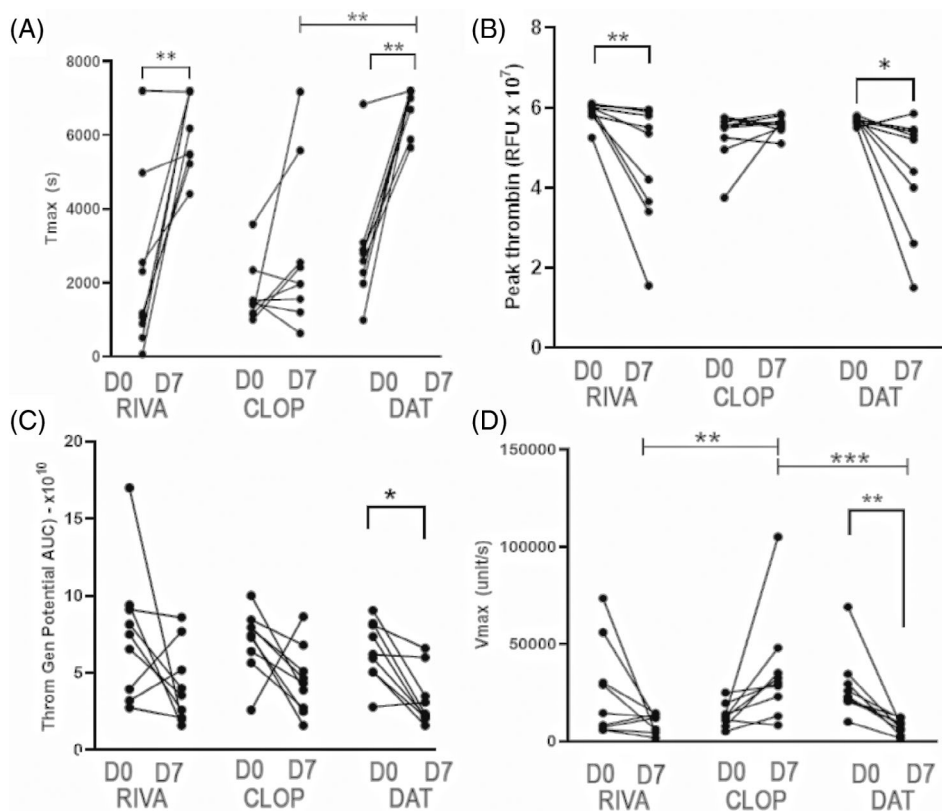 (A)
**
**
**
8000
6000
4000
2000
0
Tmax (s)
D0 D7 D0 D7 D0 D7
RIVA CLOP DAT
(B)
**
*
8
6
4
2
0
Peak thrombin (RFU x 10⁷)
D0 D7 D0 D7 D0 D7
RIVA CLOP DAT
(C)
*
20
15
10
5
0
Throm Gen Potential AUC) - x10¹⁰
D0 D7 D0 D7 D0 D7
RIVA CLOP DAT
(D)
**
***
**
150000
100000
50000
0
Vmax (unit/s)
D0 D7 D0 D7 D0 D7
RIVA CLOP DAT